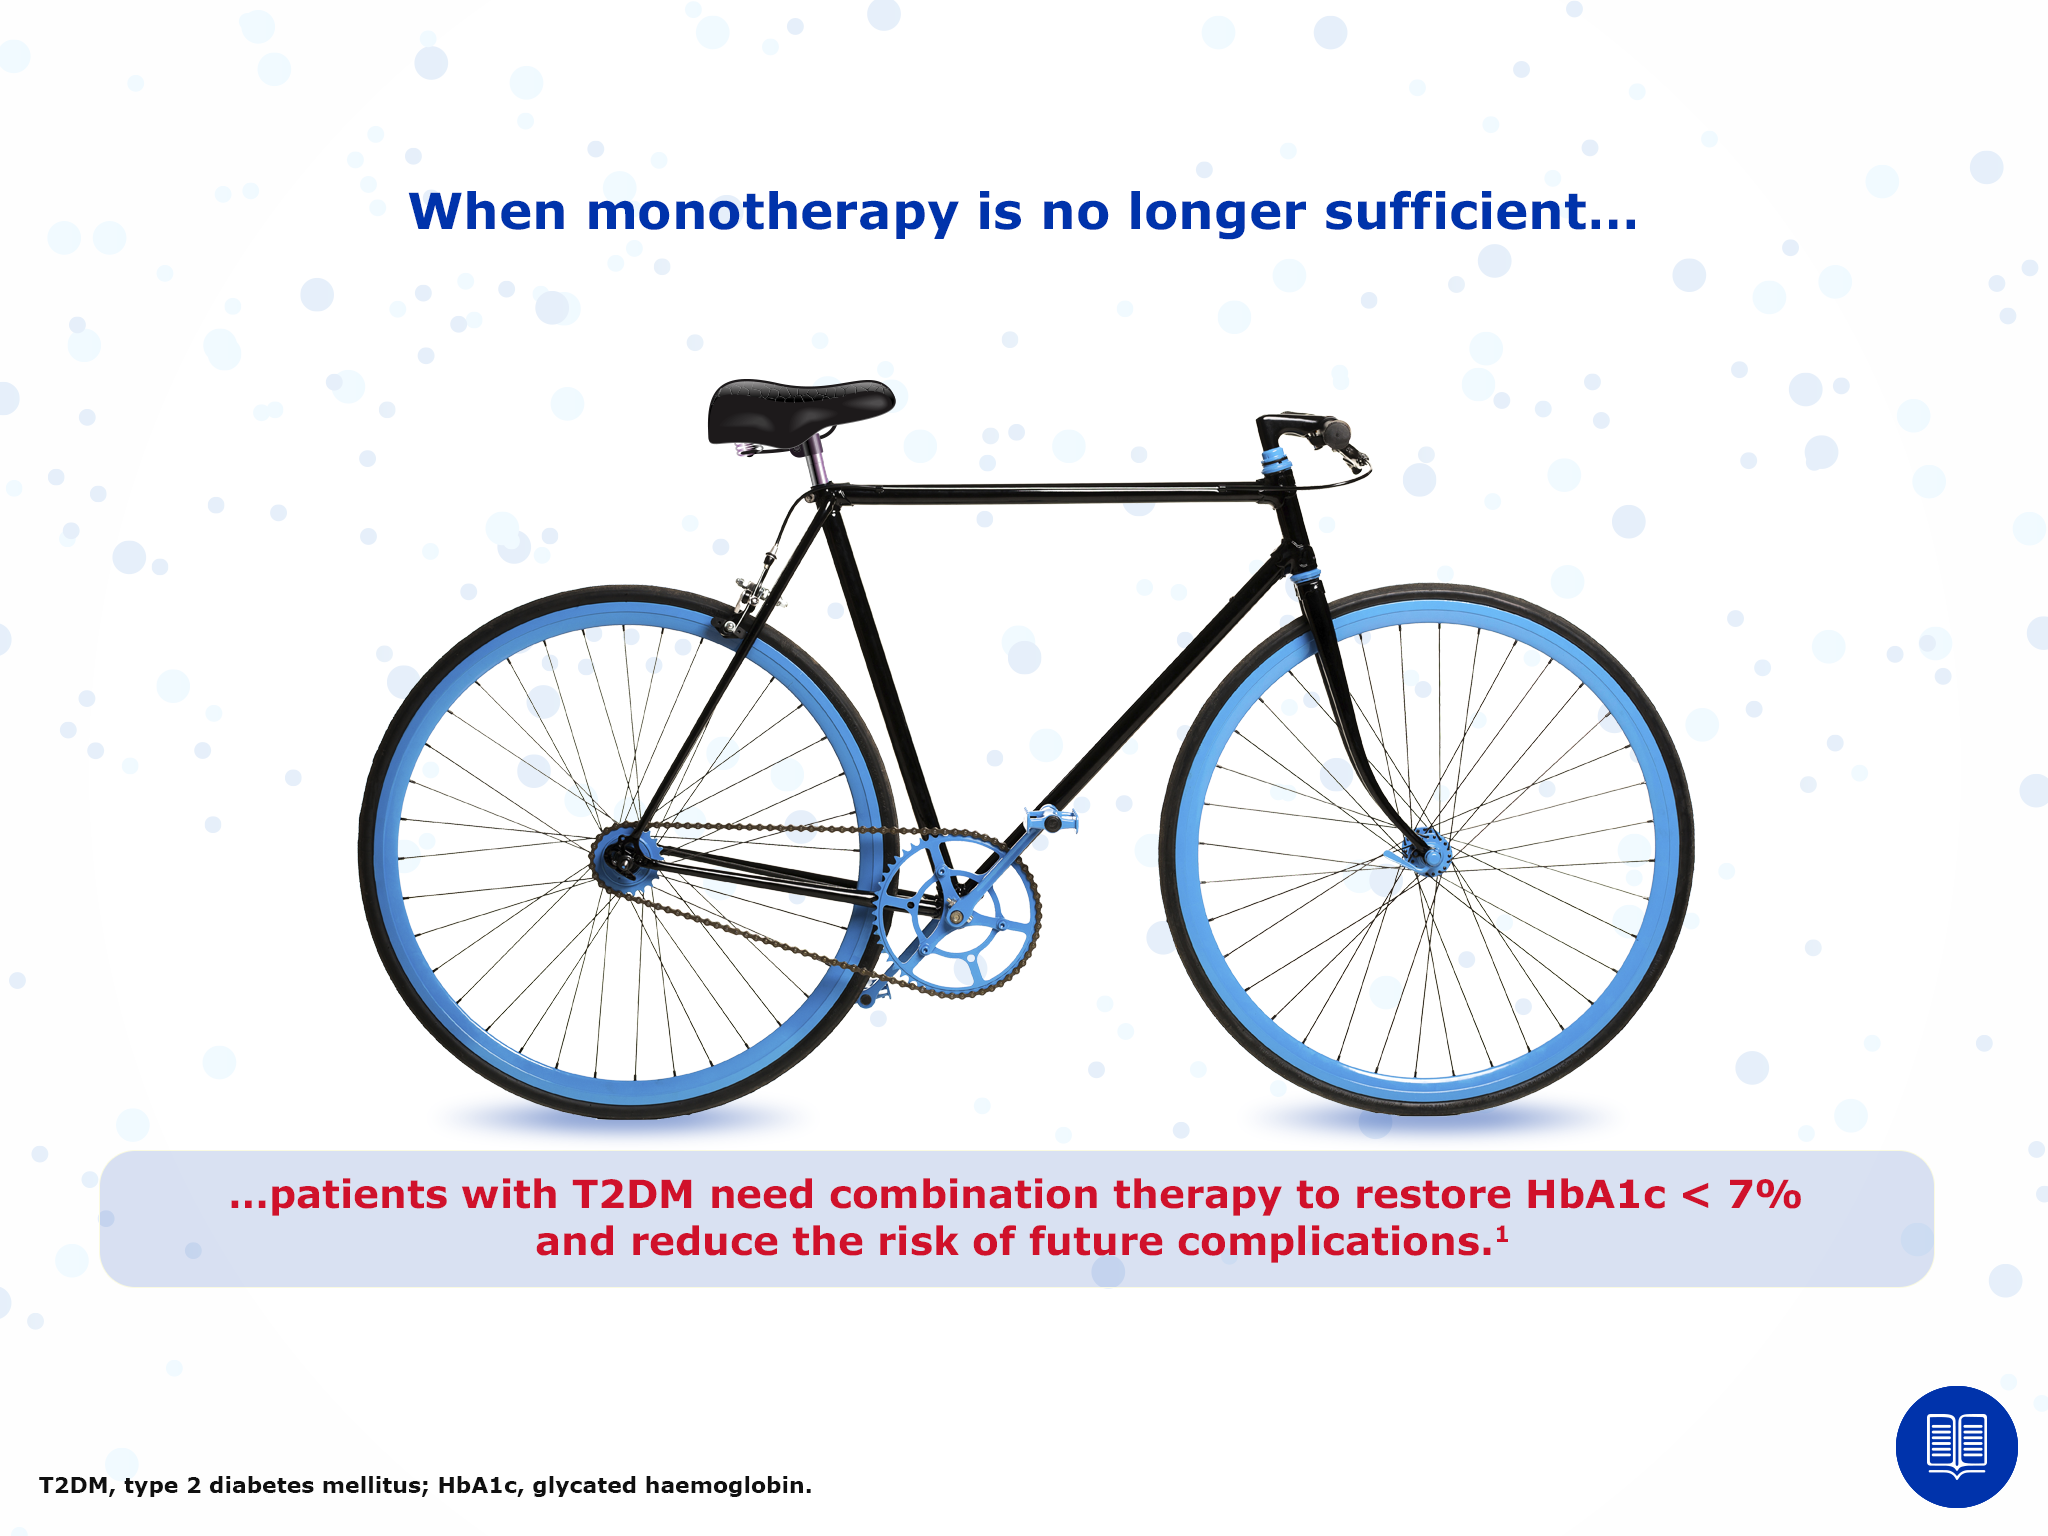 When monotherapy is no longer sufficient...
...patients with T2DM need combination therapy to restore HbA1c < 7%
and reduce the risk of future complications.¹
T2DM, type 2 diabetes mellitus; HbA1c, glycated haemoglobin.